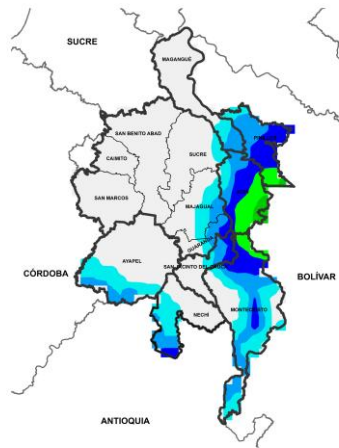 SUCRE
MAGANGUÉ
SAN BENITO ABAD
SUCRE
CAIMITO
SAN MARCOS
MAJAGUAL
GUARANDA
AYAPEL
CÓRDOBA
SAN JACINTO DEL
BOLÍVAR
NECHÍ
MONTECRISTO
ANTIOQUIA